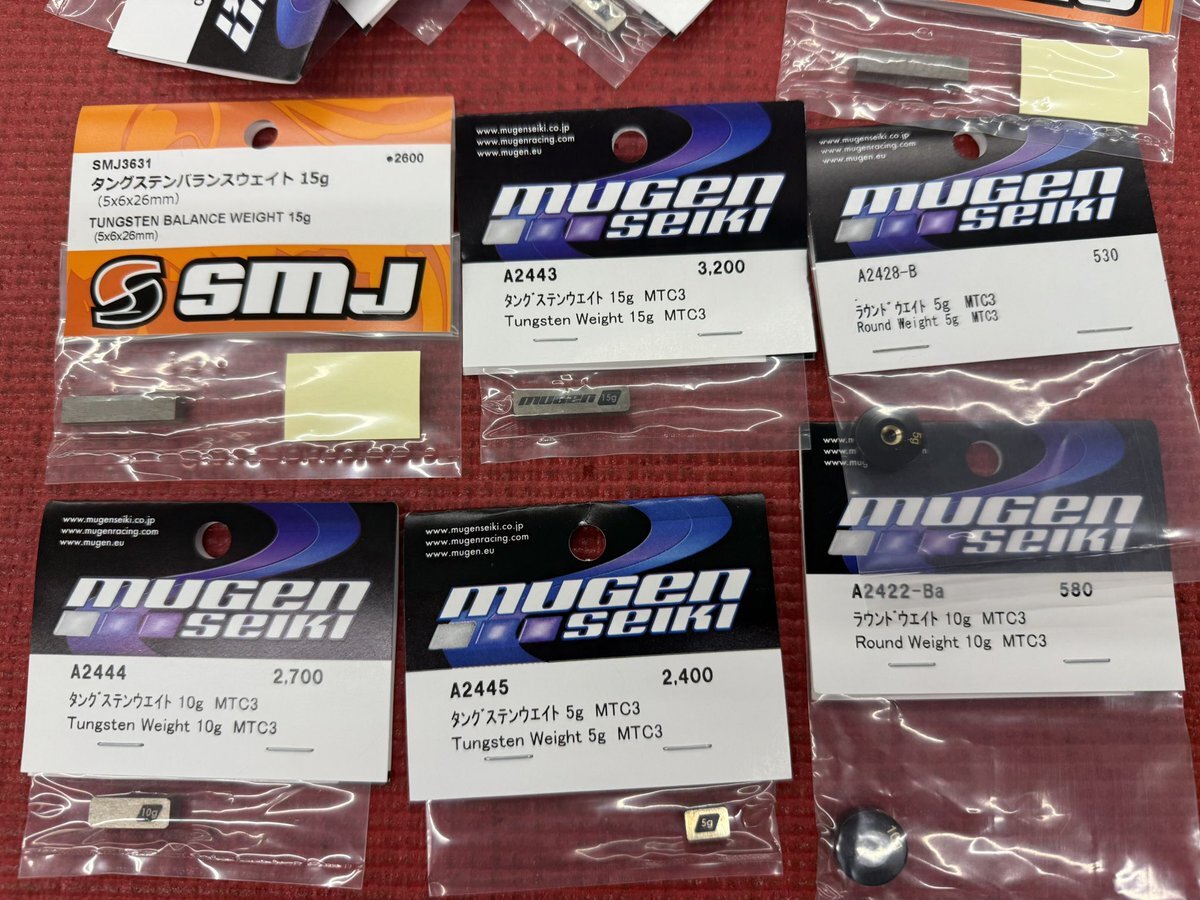 SMJ3631
●2600
タングステンバランスウェイト 15g
(5x6x26mm)
TUNGSTEN BALANCE WEIGHT 15g
(5x6x26mm)
SMJ
www.mugenseiki.co.jp
www.mugenracing.com
www.mugen.eu
mugen
seiki
A2443
3,200
ﾀﾝｸﾞｽﾃﾝｳｴｲﾄ 15g MTC3
Tungsten Weight 15g MTC3
mugen 15g
www.mugenseiki.co.jp
www.mugenracing.com
www.mugen.eu
mugen
seiki
A2428-B
530
ﾗｳﾝﾄﾞｳｴｲﾄ 5g MTC3
Round Weight 5g MTC3
5g
www.mugenseiki.co.jp
www.mugenracing.com
www.mugen.eu
mugen
seiki
A2444
2,700
ﾀﾝｸﾞｽﾃﾝｳｴｲﾄ 10g MTC3
Tungsten Weight 10g MTC3
10g
www.mugenseiki.co.jp
www.mugenracing.com
www.mugen.eu
mugen
seiki
A2445
2,400
ﾀﾝｸﾞｽﾃﾝｳｴｲﾄ 5g MTC3
Tungsten Weight 5g MTC3
5g
mugen
seiki
A2422-Ba
580
ﾗｳﾝﾄﾞｳｴｲﾄ 10g MTC3
Round Weight 10g MTC3